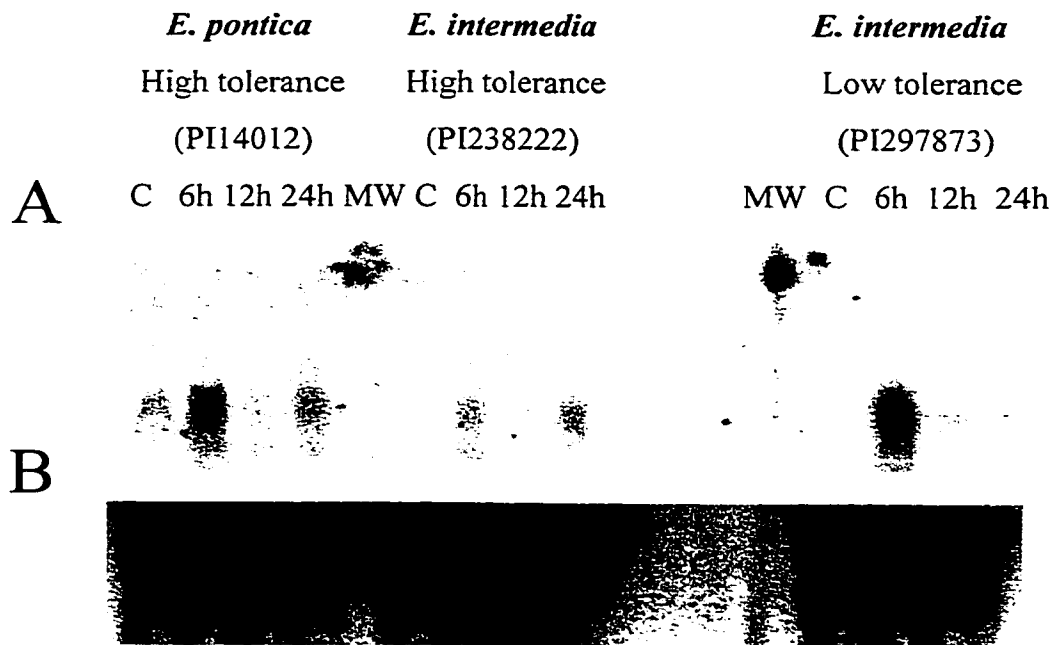 E. pontica E. intermedia E. intermedia
High tolerance High tolerance Low tolerance
(PI14012) (PI238222) (PI297873)
A C 6h 12h 24h MW C 6h 12h 24h MW C 6h 12h 24h
B